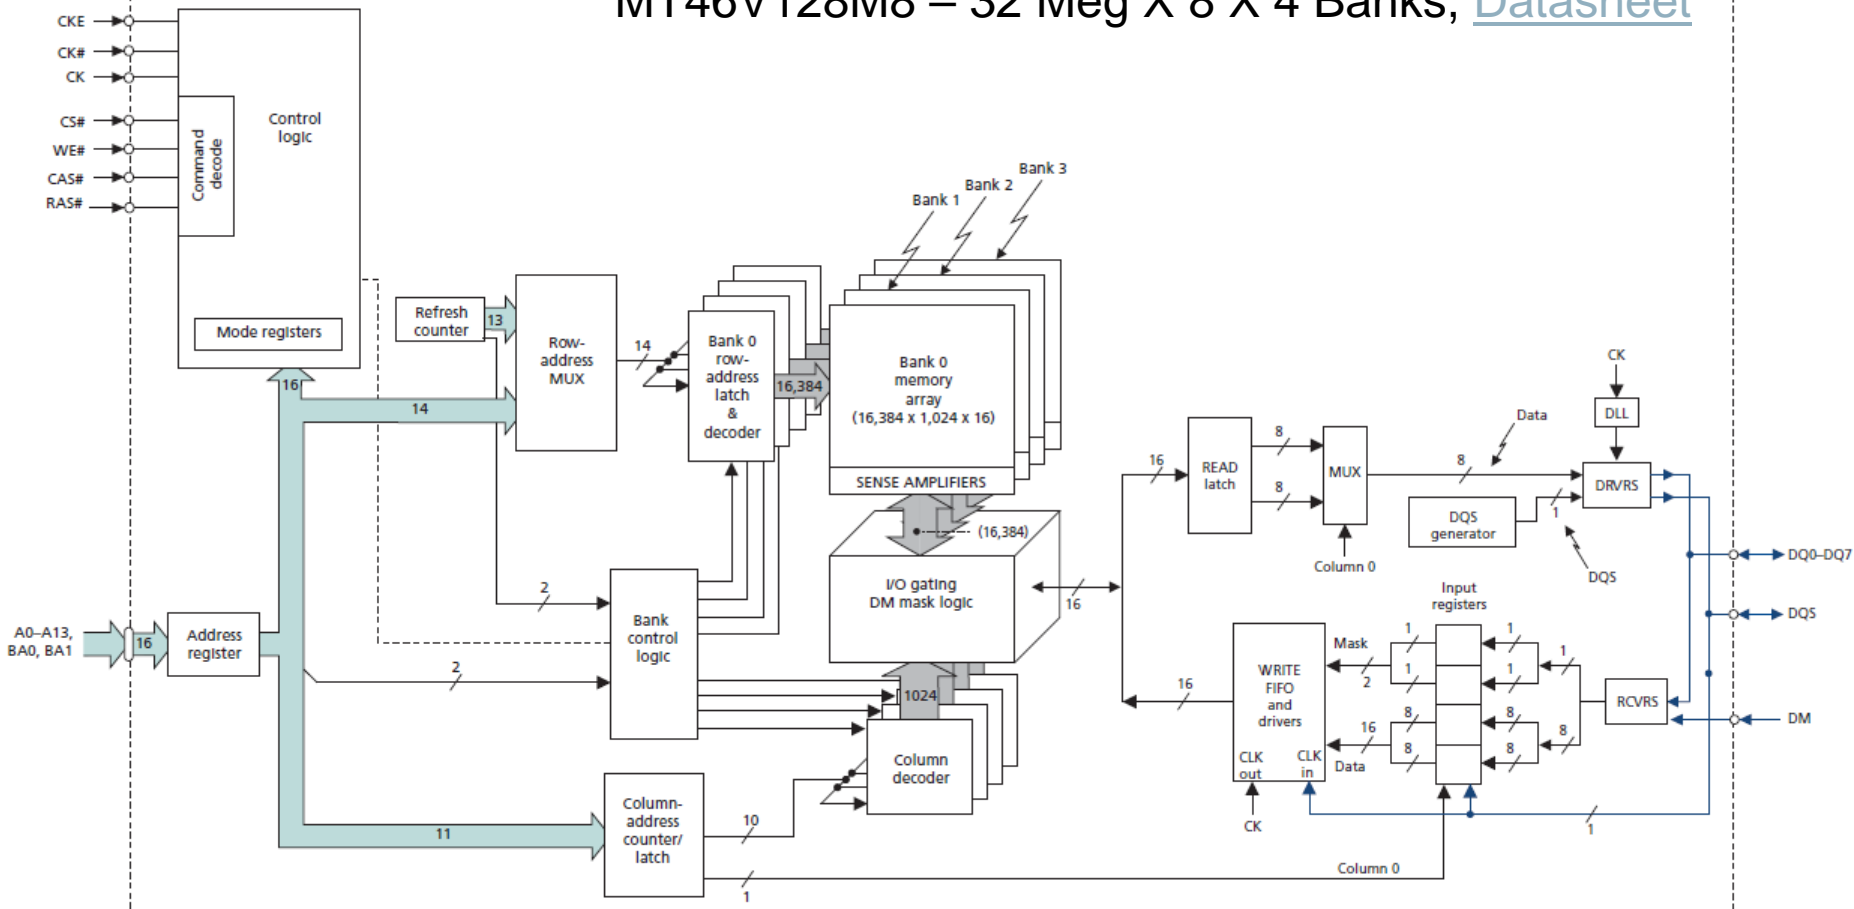 MT46V128M8 – 32 Meg X 8 X 4 Banks, Datasheet
CKE
CK#
CK
CS#
WE#
CAS#
RAS#
Control
logic
Command
decode
Mode registers
16
Refresh
counter
13
14
Row-
address
MUX
14
Bank 0
row-
address
latch
&
decoder
16,384
Bank 1
Bank 2
Bank 3
Bank 0
memory
array
(16,384 x 1,024 x 16)
SENSE AMPLIFIERS
(16,384)
I/O gating
DM mask logic
16
2
Bank
control
logic
2
A0–A13,
BA0, BA1
16
Address
register
11
Column-
address
counter/
latch
10
1
1024
Column
decoder
Column 0
16
READ
latch
8
8
MUX
Column 0
8
Data
CK
DLL
DRVRS
DQS
generator
1
DQS
DQ0–DQ7
DQS
DM
RCVRS
Input
registers
1
1
8
8
1
1
8
8
1
8
Mask
2
16
Data
WRITE
FIFO
and
drivers
CLK
out
CLK
in
CK
16
1